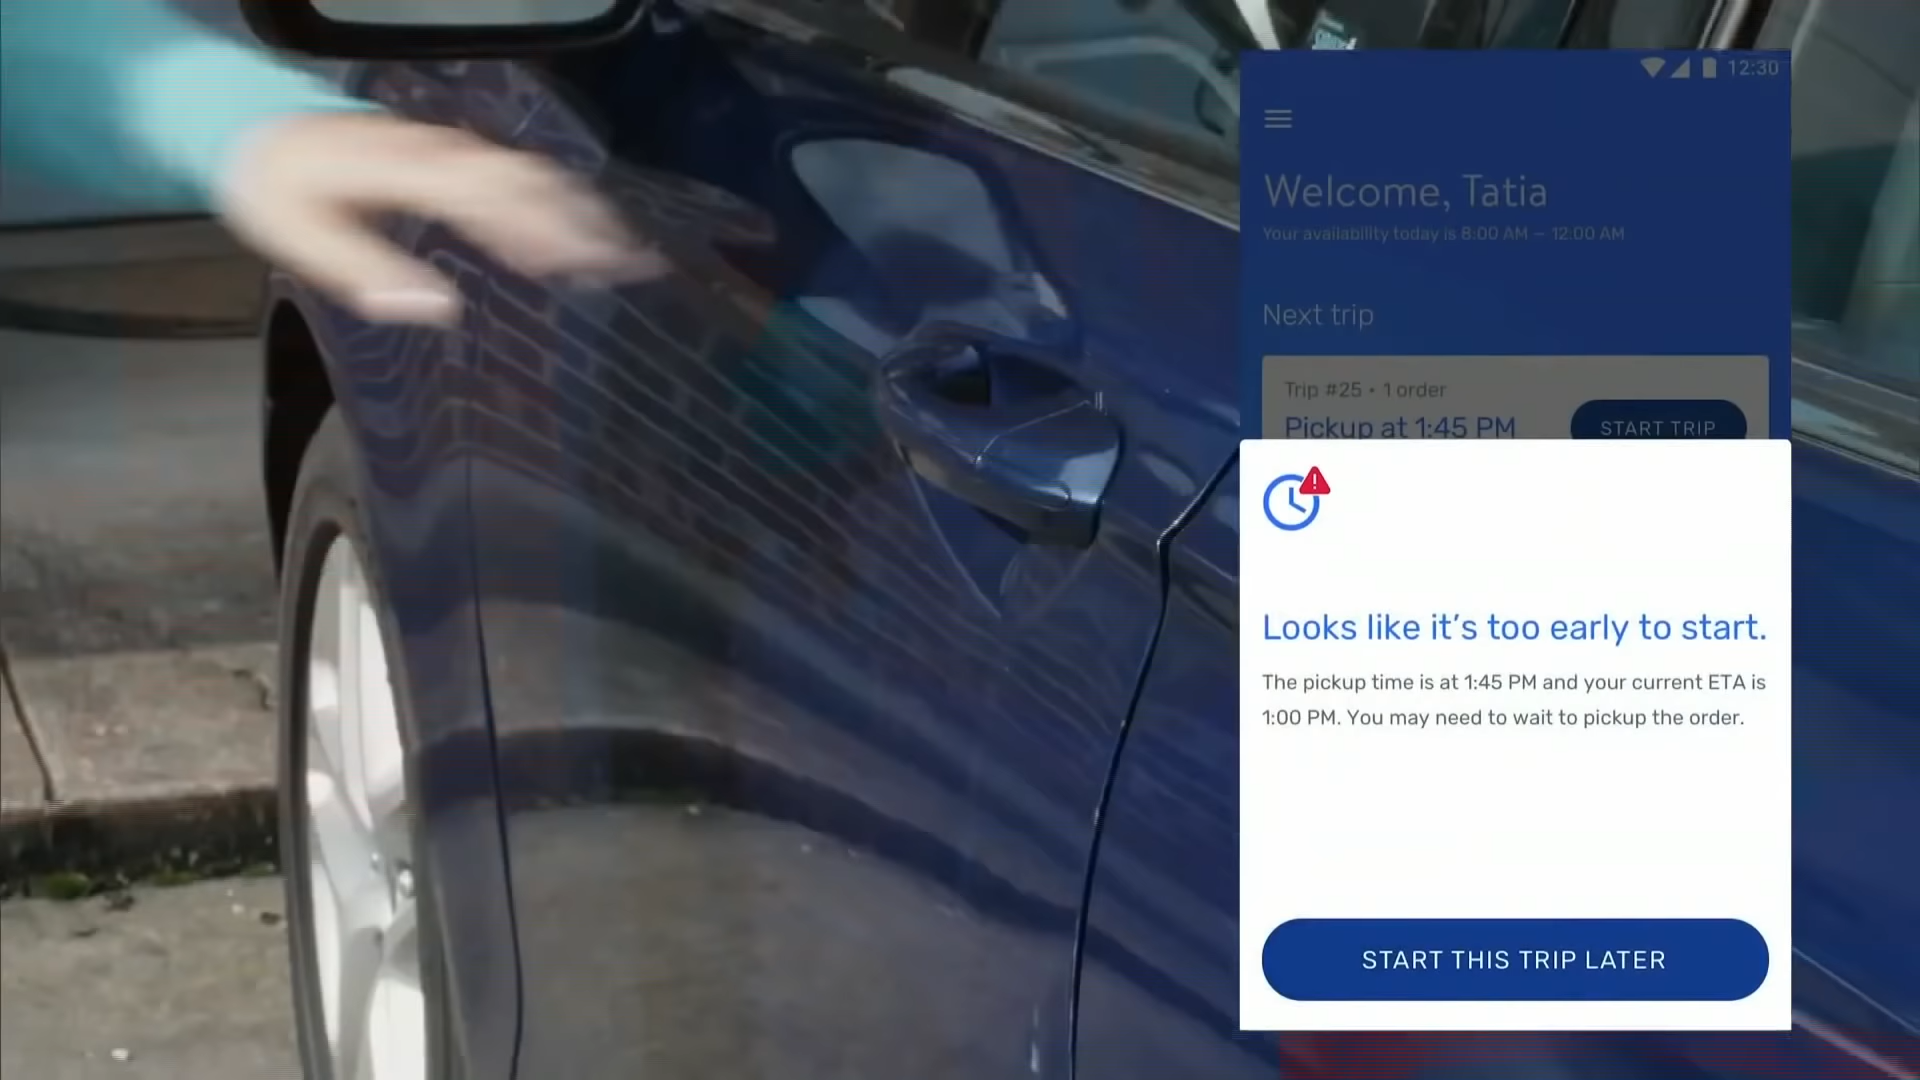 12:30
Welcome, Tatia
Your availability today is 8:00 AM – 12:00 AM
Next trip
Trip #25 • 1 order
Pickup at 1:45 PM
START TRIP
Looks like it's too early to start.
The pickup time is at 1:45 PM and your current ETA is
1:00 PM. You may need to wait to pickup the order.
START THIS TRIP LATER